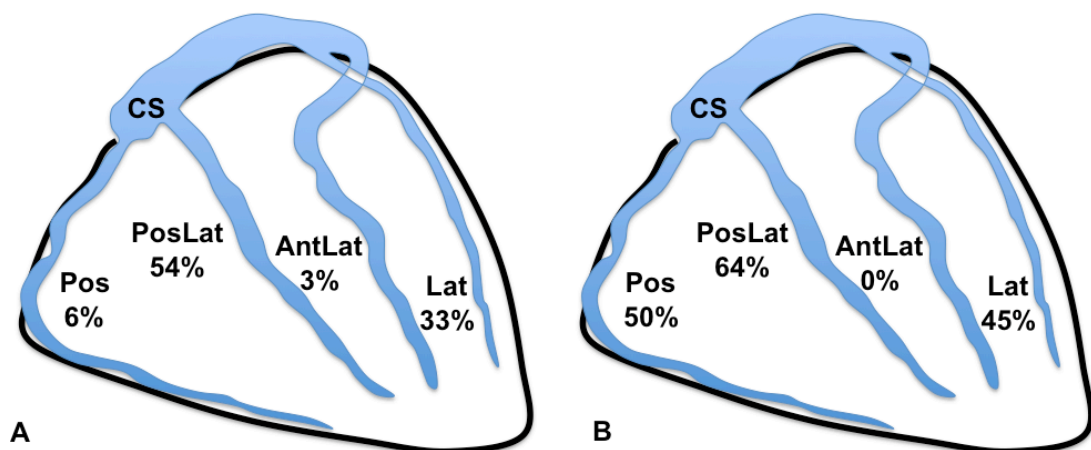 CS
PosLat
54%
AntLat
3%
Pos
6%
Lat
33%
A
CS
PosLat
64%
AntLat
0%
Pos
50%
Lat
45%
B